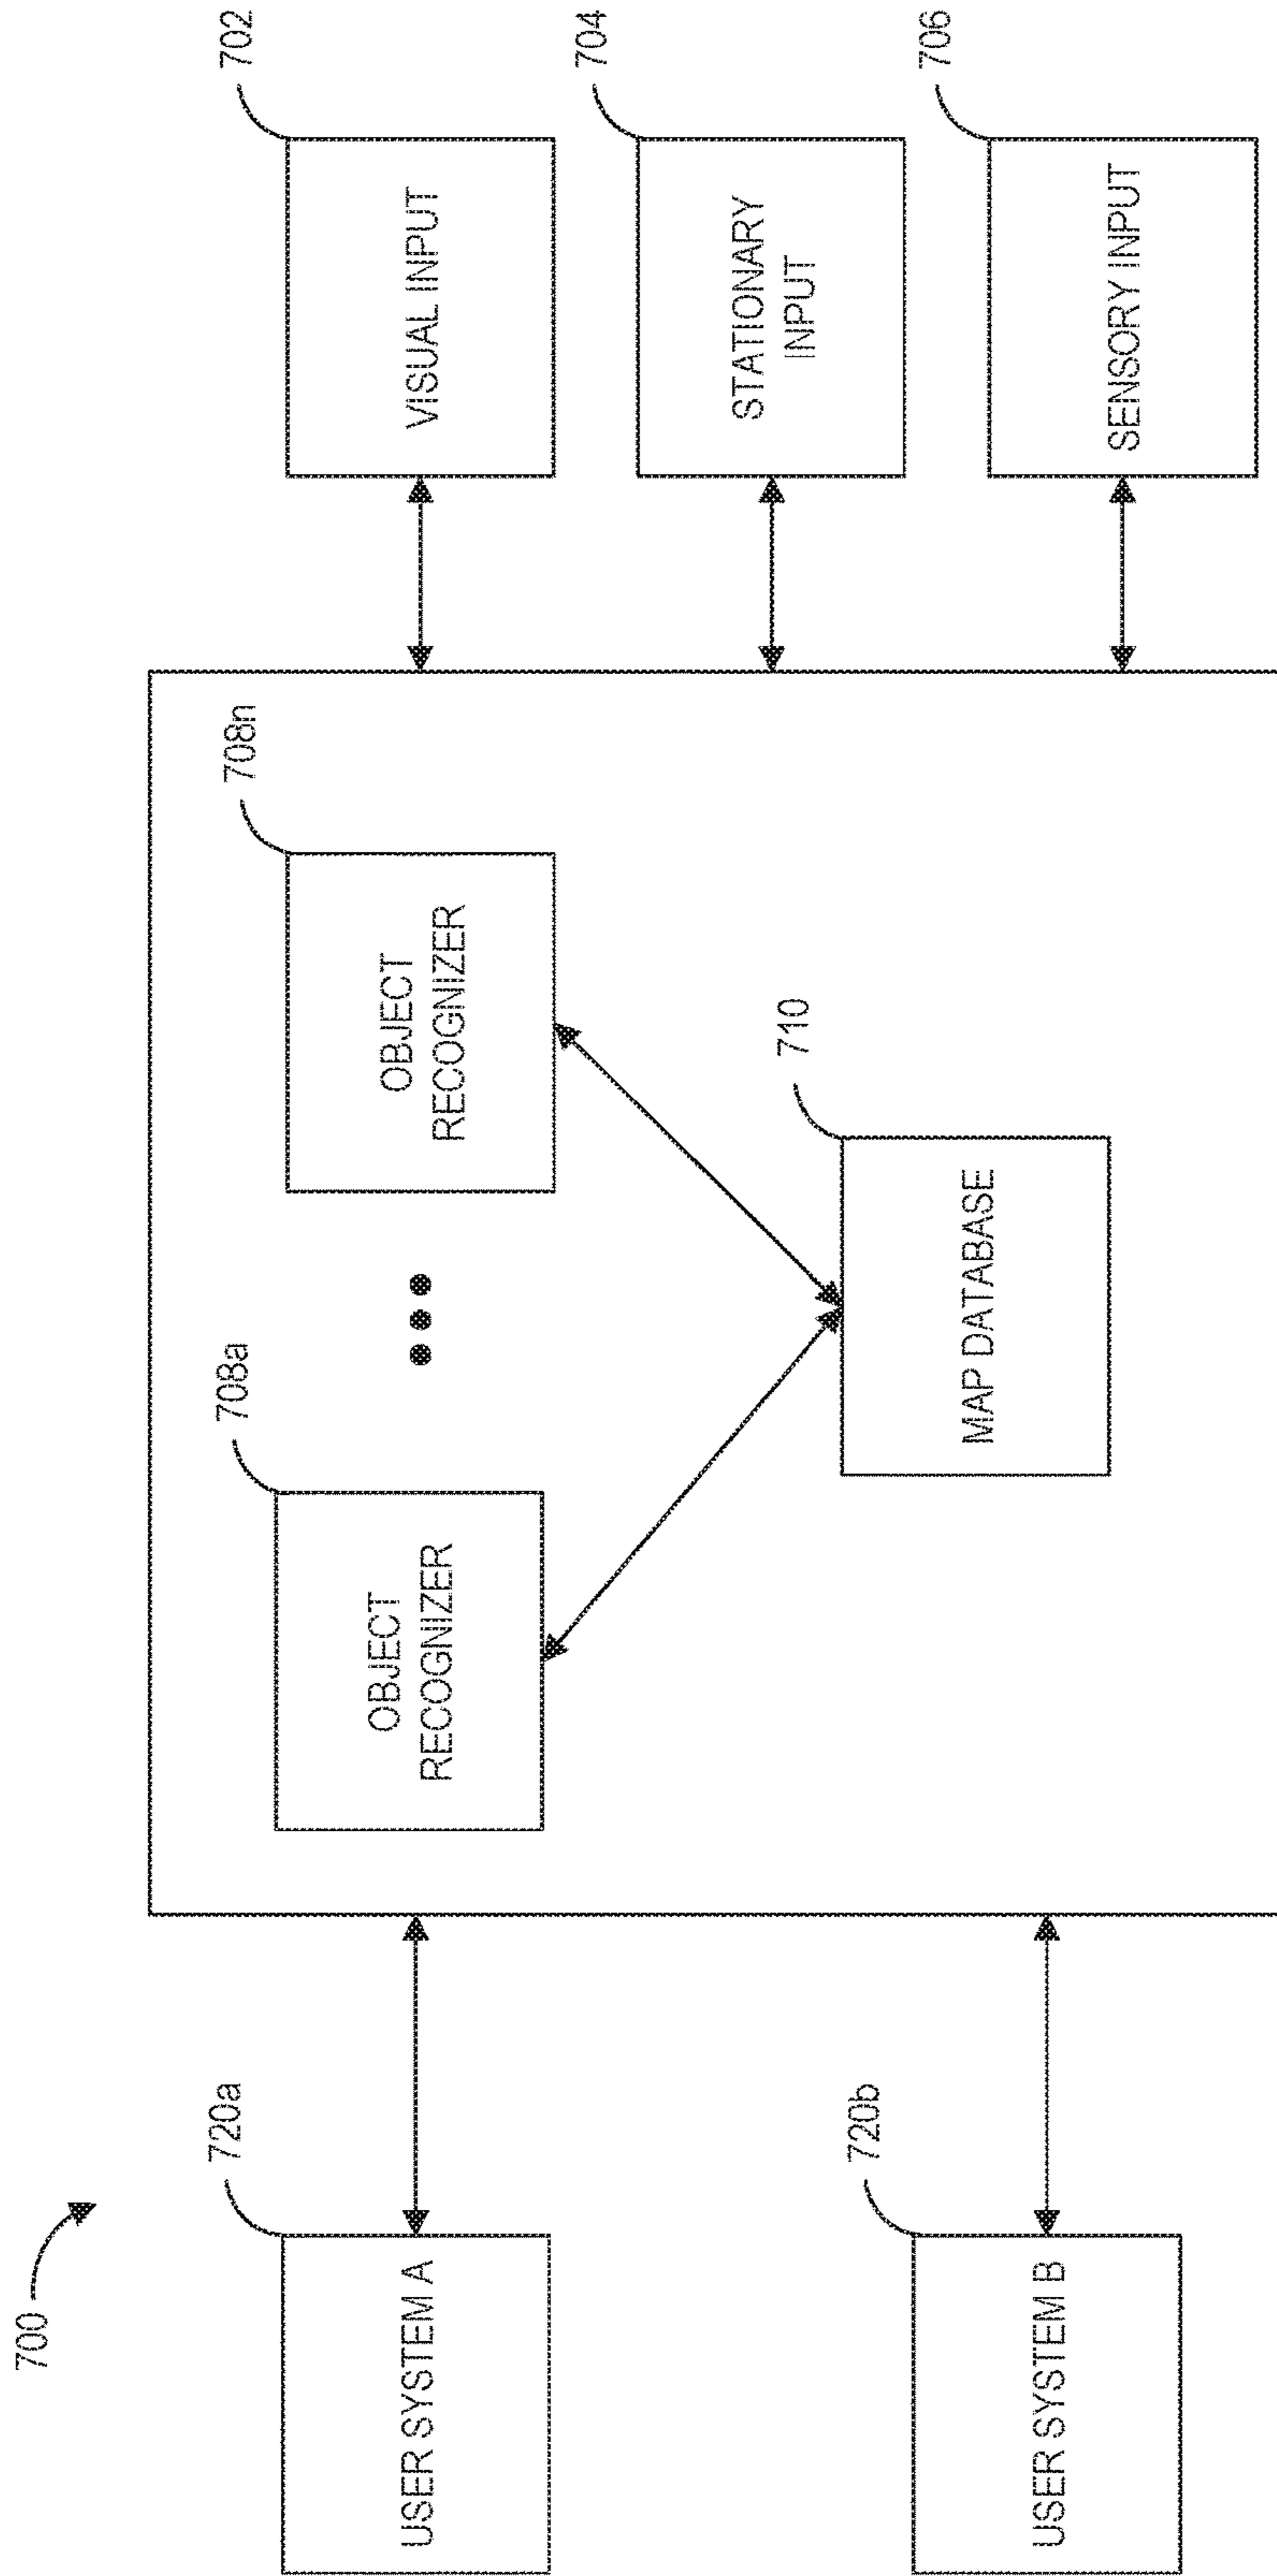 700
720a
USER SYSTEM A
720b
USER SYSTEM B
708a
OBJECT
RECOGNIZER
708n
OBJECT
RECOGNIZER
710
MAP DATABASE
702
VISUAL INPUT
704
STATIONARY
INPUT
706
SENSORY INPUT